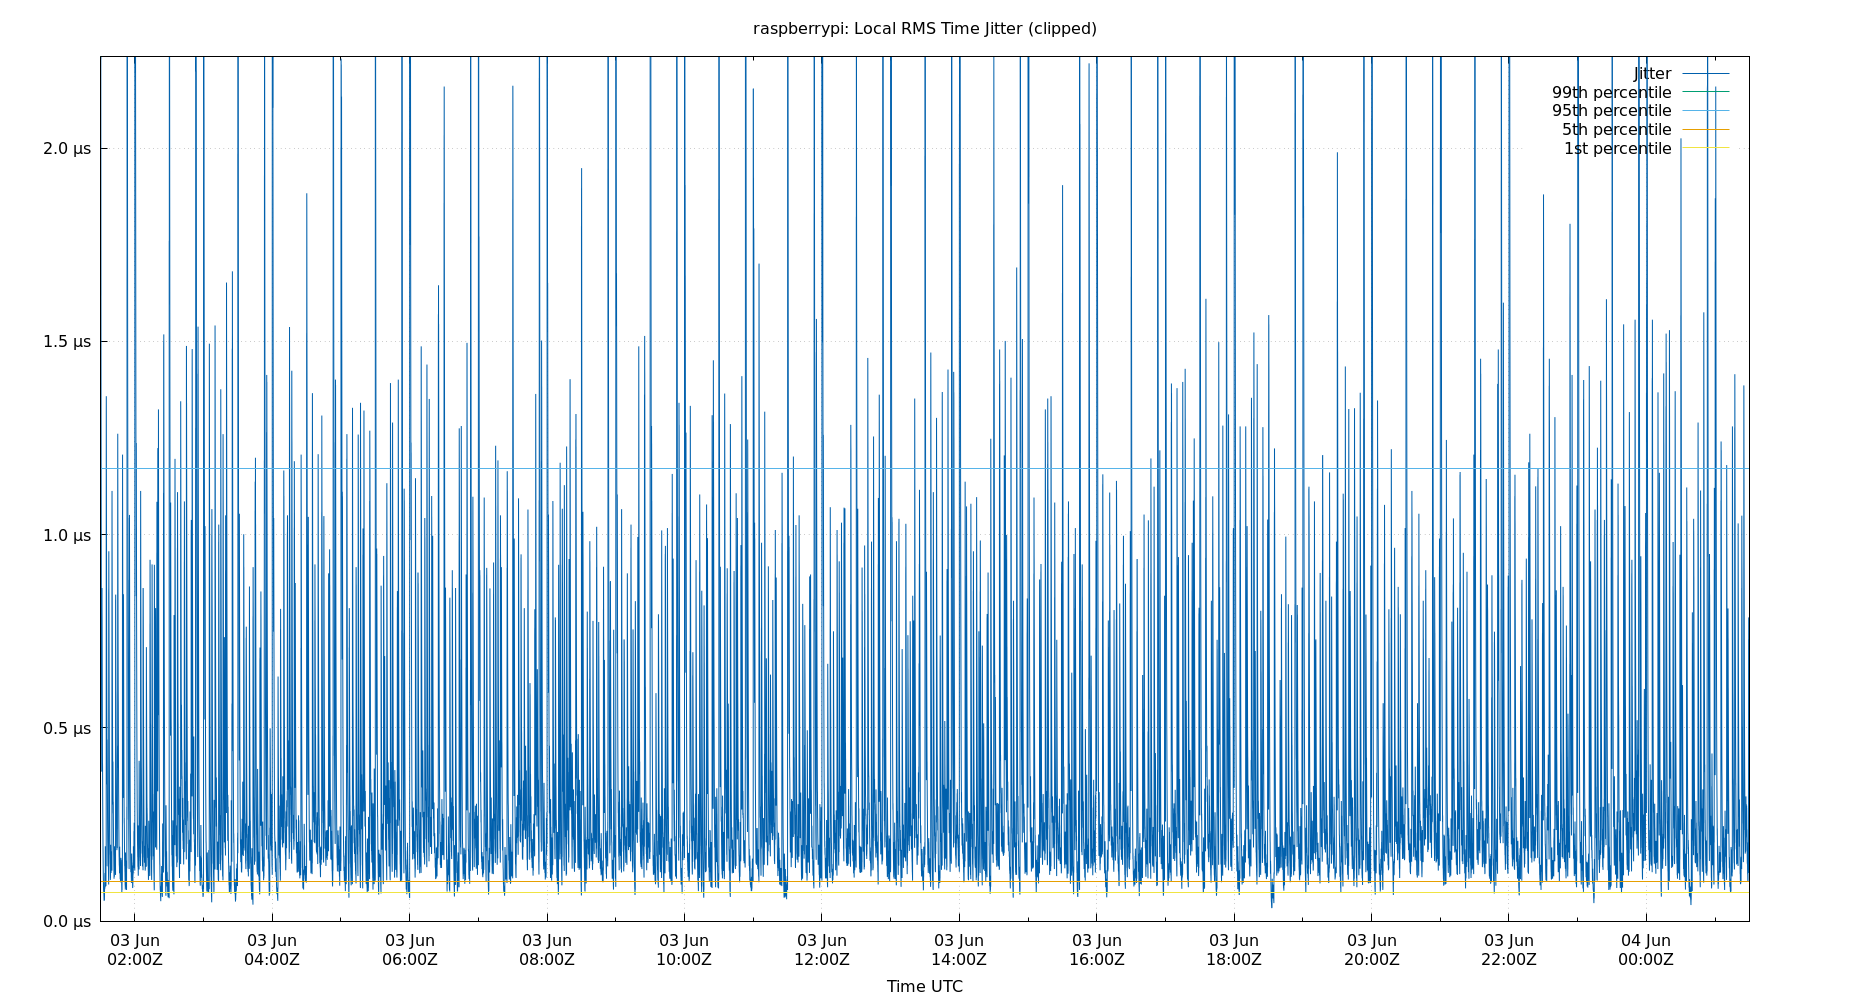 raspberrypi: Local RMS Time Jitter (clipped)
Jitter
99th percentile
95th percentile
5th percentile
1st percentile
2.0 µs
1.5 µs
1.0 µs
0.5 µs
0.0 µs
03 Jun 03 Jun 03 Jun 03 Jun 03 Jun 03 Jun 03 Jun 03 Jun 03 Jun 03 Jun 03 Jun 04 Jun
02:00Z 04:00Z 06:00Z 08:00Z 10:00Z 12:00Z 14:00Z 16:00Z 18:00Z 20:00Z 22:00Z 00:00Z
Time UTC